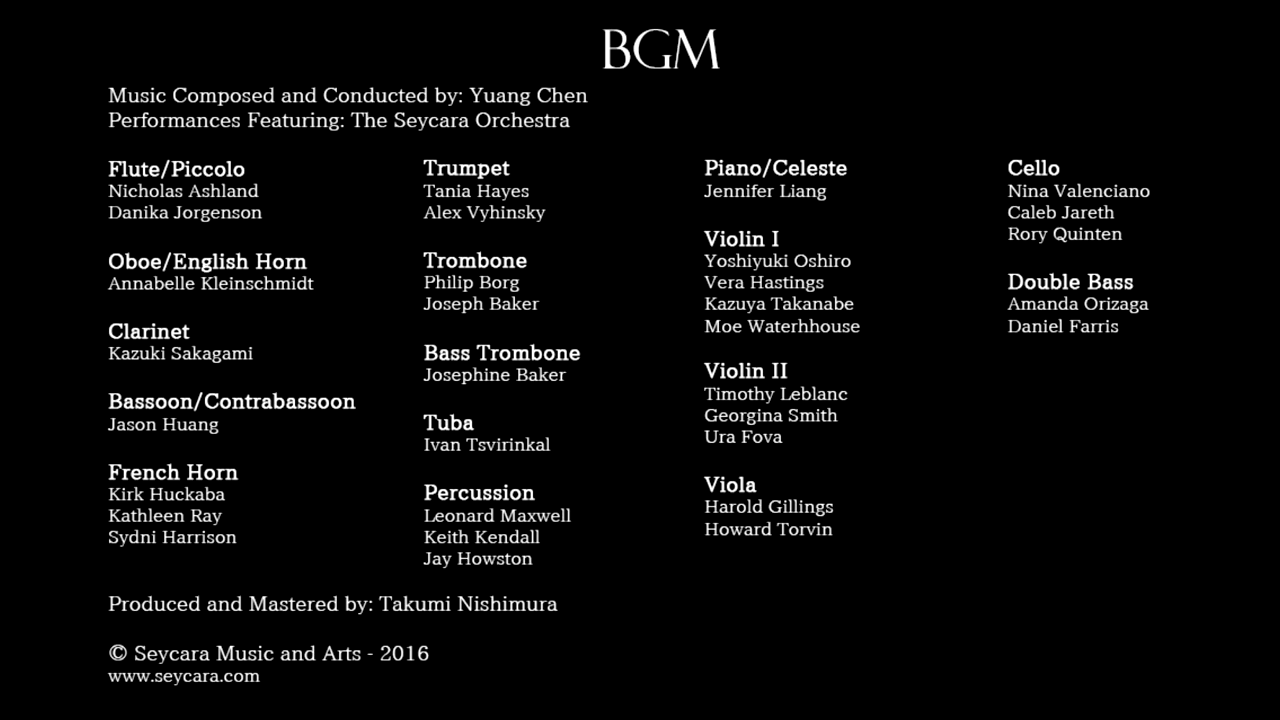 BGM
Music Composed and Conducted by: Yuang Chen
Performances Featuring: The Seycara Orchestra
Flute/Piccolo
Nicholas Ashland
Danika Jorgenson
Oboe/English Horn
Annabelle Kleinschmidt
Clarinet
Kazuki Sakagami
Bassoon/Contrabassoon
Jason Huang
French Horn
Kirk Huckaba
Kathleen Ray
Sydni Harrison
Trumpet
Tania Hayes
Alex Vyhinsky
Trombone
Philip Borg
Joseph Baker
Bass Trombone
Josephine Baker
Tuba
Ivan Tsvirinkal
Percussion
Leonard Maxwell
Keith Kendall
Jay Howston
Piano/Celeste
Jennifer Liang
Violin I
Yoshiyuki Oshiro
Vera Hastings
Kazuya Takanabe
Moe Waterhhouse
Violin II
Timothy Leblanc
Georgina Smith
Ura Fova
Viola
Harold Gillings
Howard Torvin
Cello
Nina Valenciano
Caleb Jareth
Rory Quinten
Double Bass
Amanda Orizaga
Daniel Farris
Produced and Mastered by: Takumi Nishimura
© Seycara Music and Arts - 2016
www.seycara.com